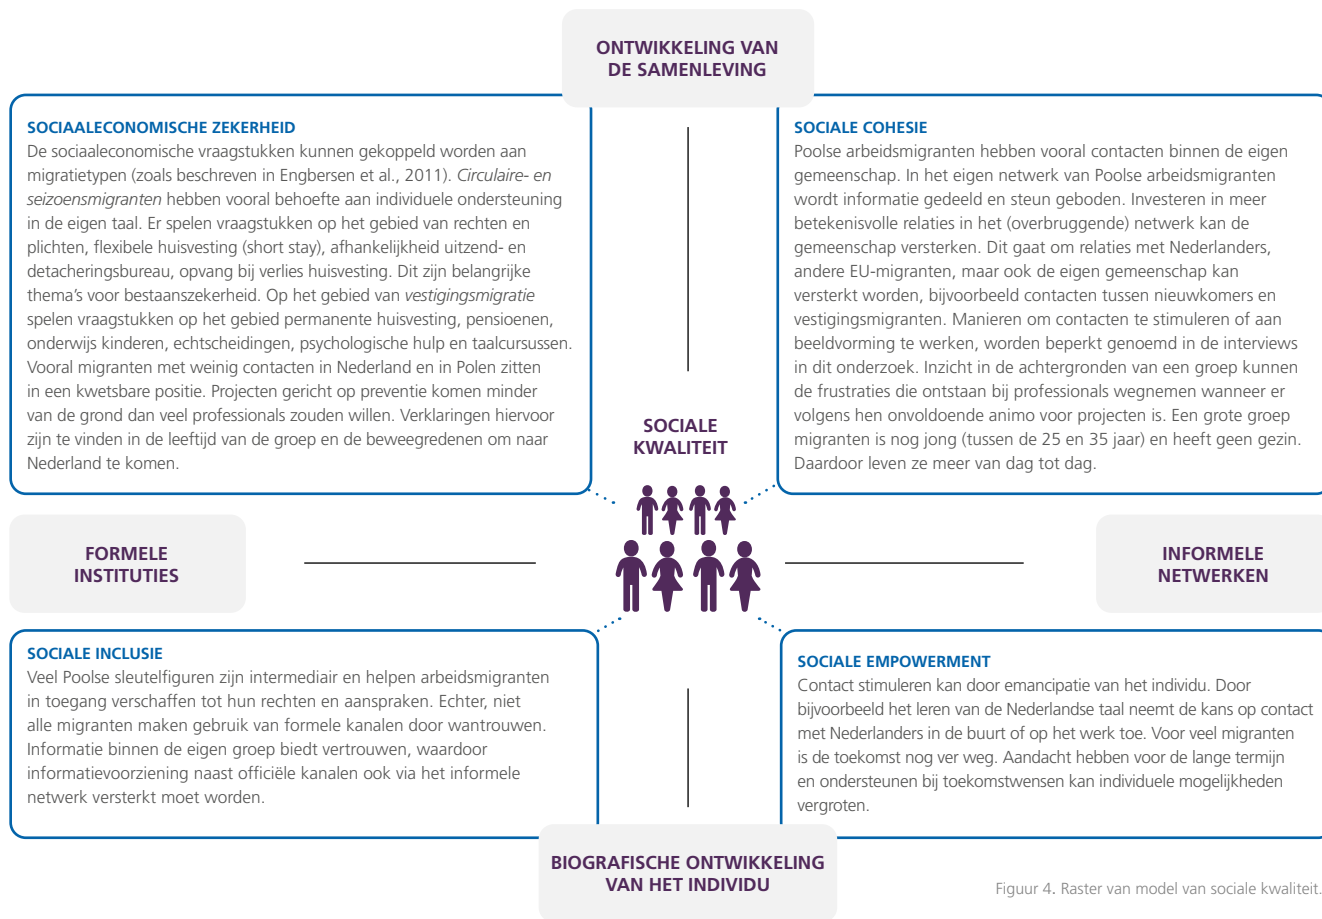 ONTWIKKELING VAN
DE SAMENLEVING
SOCIAALECONOMISCHE ZEKERHEID
De sociaaleconomische vraagstukken kunnen gekoppeld worden aan
migratietypen (zoals beschreven in Engbersen et al., 2011). Circulaire- en
seizoensmigranten hebben vooral behoefte aan individuele ondersteuning
in de eigen taal. Er spelen vraagstukken op het gebied van rechten en
plichten, flexibele huisvesting (short stay), afhankelijkheid uitzend- en
detacheringsbureau, opvang bij verlies huisvesting. Dit zijn belangrijke
thema's voor bestaanszekerheid. Op het gebied van vestigingsmigratie
spelen vraagstukken op het gebied permanente huisvesting, pensioenen,
onderwijs kinderen, echtscheidingen, psychologische hulp en taalcursussen.
Vooral migranten met weinig contacten in Nederland en in Polen zitten
in een kwetsbare positie. Projecten gericht op preventie komen minder
van de grond dan veel professionals zouden willen. Verklaringen hiervoor
zijn te vinden in de leeftijd van de groep en de beweegredenen om naar
Nederland te komen.
SOCIALE COHESIE
Poolse arbeidsmigranten hebben vooral contacten binnen de eigen
gemeenschap. In het eigen netwerk van Poolse arbeidsmigranten
wordt informatie gedeeld en steun geboden. Investeren in meer
betekenisvolle relaties in het (overbruggende) netwerk kan de
gemeenschap versterken. Dit gaat om relaties met Nederlanders,
andere EU-migranten, maar ook de eigen gemeenschap kan
versterkt worden, bijvoorbeeld contacten tussen nieuwkomers en
vestigingsmigranten. Manieren om contacten te stimuleren of aan
beeldvorming te werken, worden beperkt genoemd in de interviews
in dit onderzoek. Inzicht in de achtergronden van een groep kunnen
de frustraties die ontstaan bij professionals wegnemen wanneer er
volgens hen onvoldoende animo voor projecten is. Een grote groep
migranten is nog jong (tussen de 25 en 35 jaar) en heeft geen gezin.
Daardoor leven ze meer van dag tot dag.
SOCIALE
KWALITEIT
FORMELE
INSTITUTIES
INFORMELE
NETWERKEN
SOCIALE INCLUSIE
Veel Poolse sleutelfiguren zijn intermediair en helpen arbeidsmigranten
in toegang verschaffen tot hun rechten en aanspraken. Echter, niet
alle migranten maken gebruik van formele kanalen door wantrouwen.
Informatie binnen de eigen groep biedt vertrouwen, waardoor
informatievoorziening naast officiële kanalen ook via het informele
netwerk versterkt moet worden.
SOCIALE EMPOWERMENT
Contact stimuleren kan door emancipatie van het individu. Door
bijvoorbeeld het leren van de Nederlandse taal neemt de kans op contact
met Nederlanders in de buurt of op het werk toe. Voor veel migranten
is de toekomst nog ver weg. Aandacht hebben voor de lange termijn
en ondersteunen bij toekomstwensen kan individuele mogelijkheden
vergroten.
BIOGRAFISCHE ONTWIKKELING
VAN HET INDIVIDU
Figuur 4. Raster van model van sociale kwaliteit.